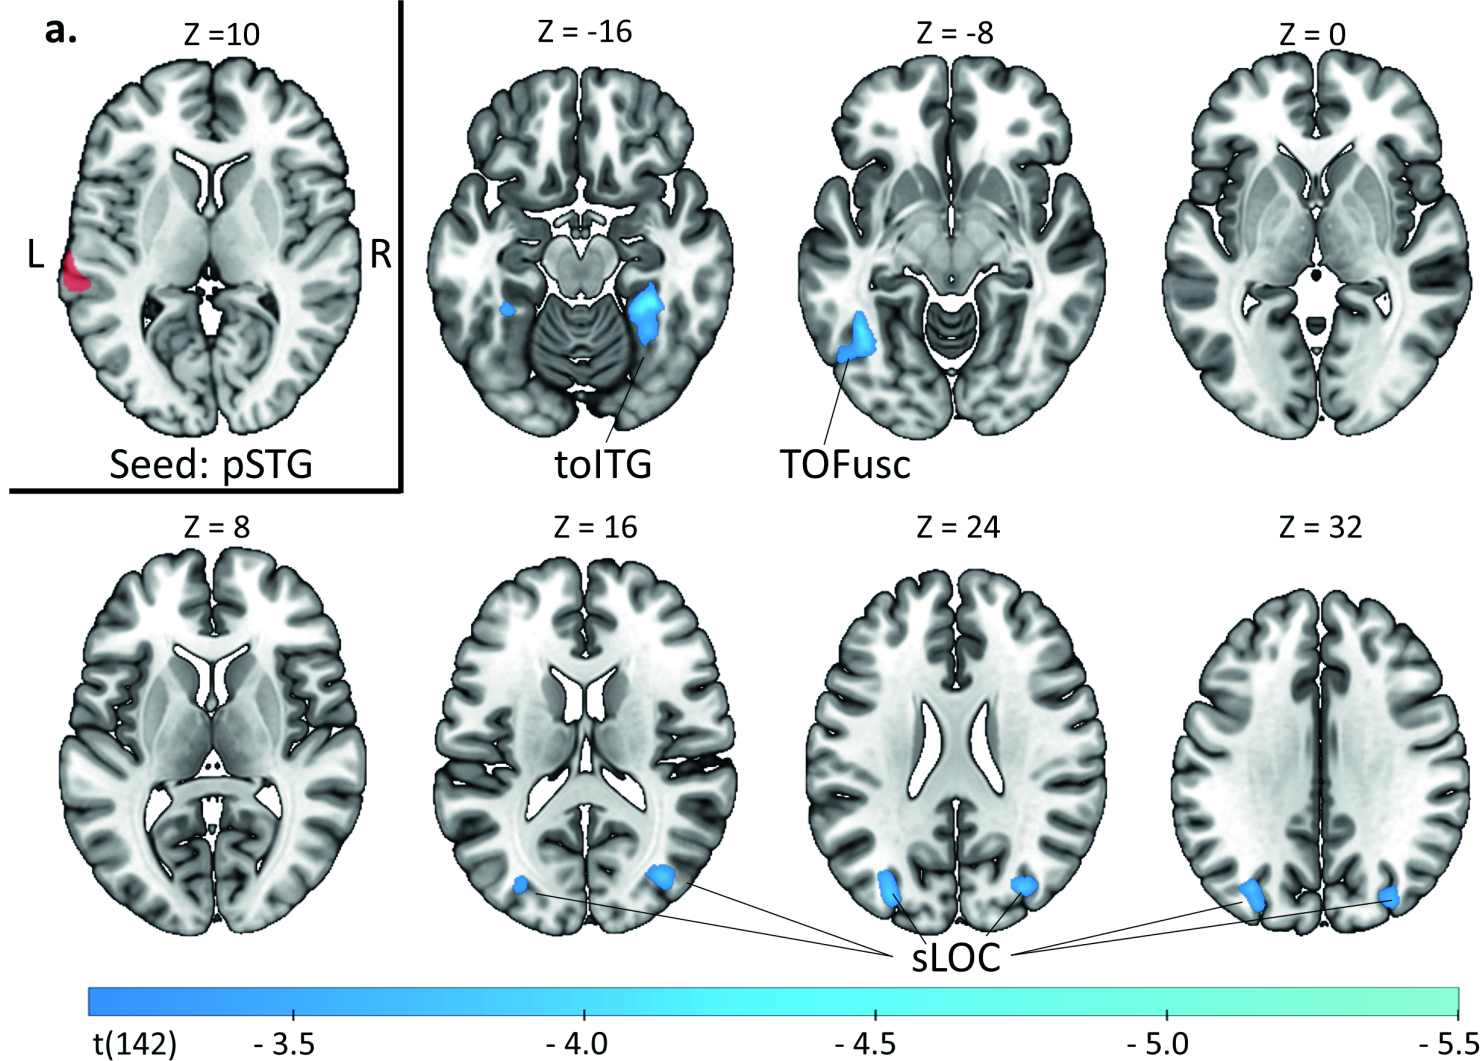 a.
Z =10
L
R
Seed: pSTG
Z = -16
Z = -8
Z = 0
toITG
TOFusc
Z = 8
Z = 16
Z = 24
Z = 32
sLOC
t(142)
- 3.5
- 4.0
- 4.5
- 5.0
- 5.5